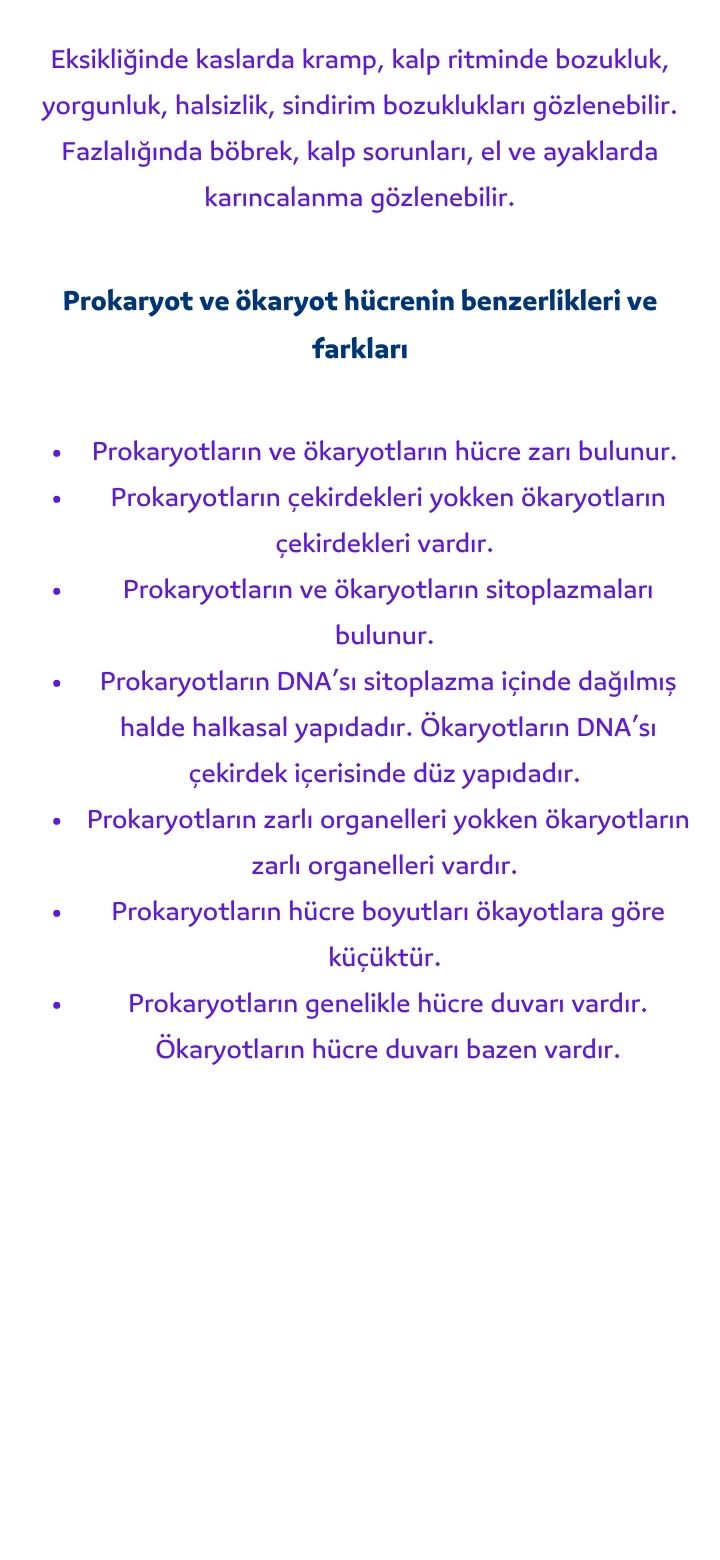 Eksikliğinde kaslarda kramp, kalp ritminde bozukluk,
yorgunluk, halsizlik, sindirim bozuklukları gözlenebilir.
Fazlalığında böbrek, kalp sorunları, el ve ayaklarda
karıncalanma gözlenebilir.
Prokaryot ve ökaryot hücrenin benzerlikleri ve
farkları
• Prokaryotların ve ökaryotların hücre zarı bulunur.
• Prokaryotların çekirdekleri yokken ökaryotların
çekirdekleri vardır.
• Prokaryotların ve ökaryotların sitoplazmaları
bulunur.
• Prokaryotların DNA’sı sitoplazma içinde dağılmış
halde halkasal yapıdadır. Ökaryotların DNA’sı
çekirdek içerisinde düz yapıdadır.
• Prokaryotların zarlı organelleri yokken ökaryotların
zarlı organelleri vardır.
• Prokaryotların hücre boyutları ökayotlara göre
küçüktür.
• Prokaryotların genelikle hücre duvarı vardır.
Ökaryotların hücre duvarı bazen vardır.